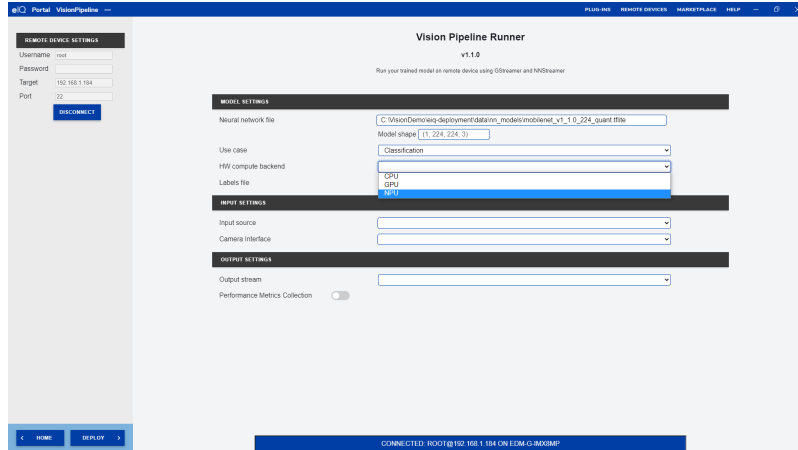 eIQ Portal VisionPipeline —
PLUG-INS REMOTE DEVICES MARKETPLACE HELP
REMOTE DEVICE SETTINGS
Username root
Password
Target 192.168.1.184
Port 22
DISCONNECT
Vision Pipeline Runner
v1.1.0
Run your trained model on remote device using GStreamer and NNStreamer
MODEL SETTINGS
Neural network file C:\VisionDemo\eiq-deployment\data\nn_models\mobilenet_v1_1.0_224_quant.tflite
Model shape (1, 224, 224, 3)
Use case Classification
HW compute backend
CPU
GPU
NPU
Labels file
INPUT SETTINGS
Input source
Camera Interface
OUTPUT SETTINGS
Output stream
Performance Metrics Collection
< HOME
DEPLOY >
CONNECTED: ROOT@192.168.1.184 ON EDM-G-IMX8MP